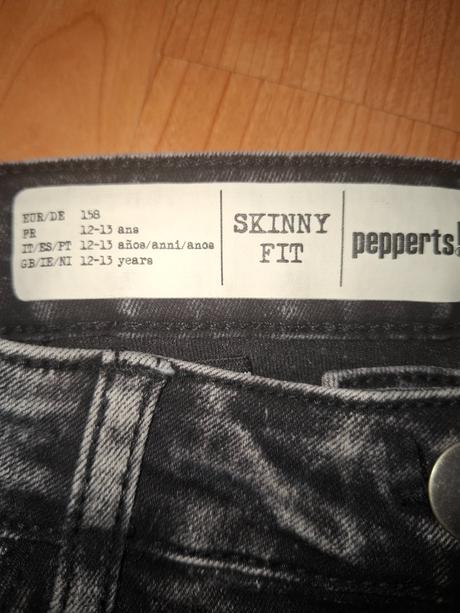 EUR/DE 158
FR 12-13 ans
IT/ES/PT 12-13 años/anni/anos
GB/IE/NI 12-13 years
SKINNY
FIT
pepperts!